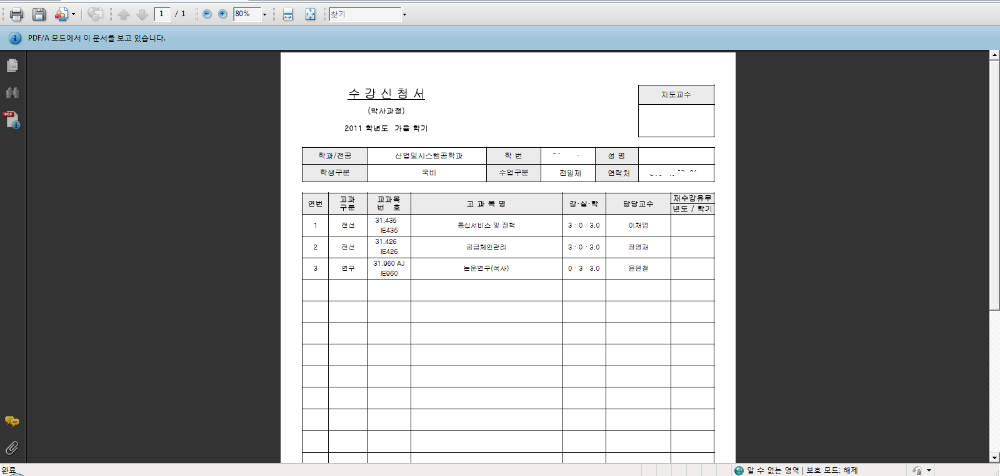 1 / 1
80%
찾기
PDF/A 모드에서 이 문서를 보고 있습니다.
수 강 신 청 서
(박사과정)
2011 학년도 가을 학기
지도교수
학과/전공 산업및시스템공학과 학 번 성 명
학생구분 국비 수업구분 전일제 연락처
연번 교과 구분 교과목 번 호 교 과 목 명 강·실·학 담당교수 재수강유무 년도 / 학기
1 전선 31.435 IE435 통신서비스 및 정책 3 · 0 · 3.0 이채영
2 전선 31.426 IE426 공급체인관리 3 · 0 · 3.0 장영재
3 연구 31.960 AJ IE960 논문연구(석사) 0 · 3 · 3.0 윤완철
완료
알 수 없는 영역 | 보호 모드: 해제